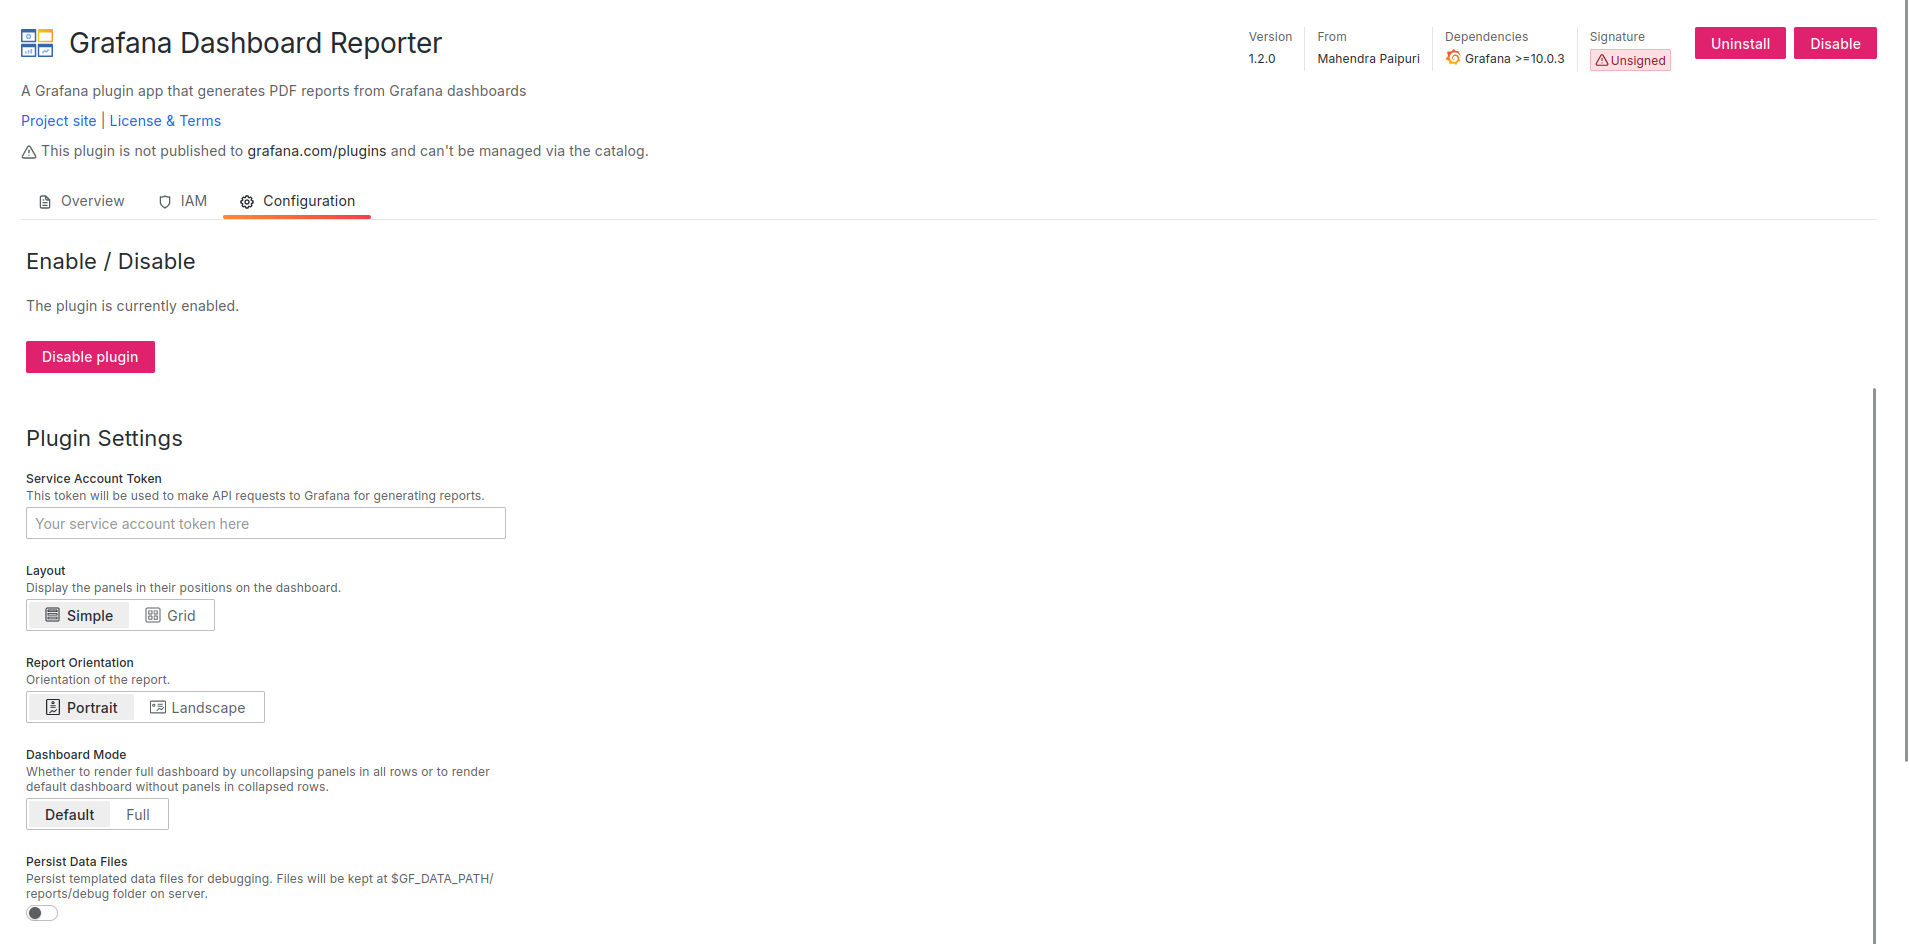 Grafana Dashboard Reporter
Version
1.2.0
From
Mahendra Paipuri
Dependencies
Grafana >=10.0.3
Signature
Unsigned
Uninstall
Disable
A Grafana plugin app that generates PDF reports from Grafana dashboards
Project site | License & Terms
This plugin is not published to grafana.com/plugins and can't be managed via the catalog.
Overview
IAM
Configuration
Enable / Disable
The plugin is currently enabled.
Disable plugin
Plugin Settings
Service Account Token
This token will be used to make API requests to Grafana for generating reports.
Your service account token here
Layout
Display the panels in their positions on the dashboard.
Simple
Grid
Report Orientation
Orientation of the report.
Portrait
Landscape
Dashboard Mode
Whether to render full dashboard by uncollapsing panels in all rows or to render
default dashboard without panels in collapsed rows.
Default
Full
Persist Data Files
Persist templated data files for debugging. Files will be kept at $GF_DATA_PATH/
reports/debug folder on server.